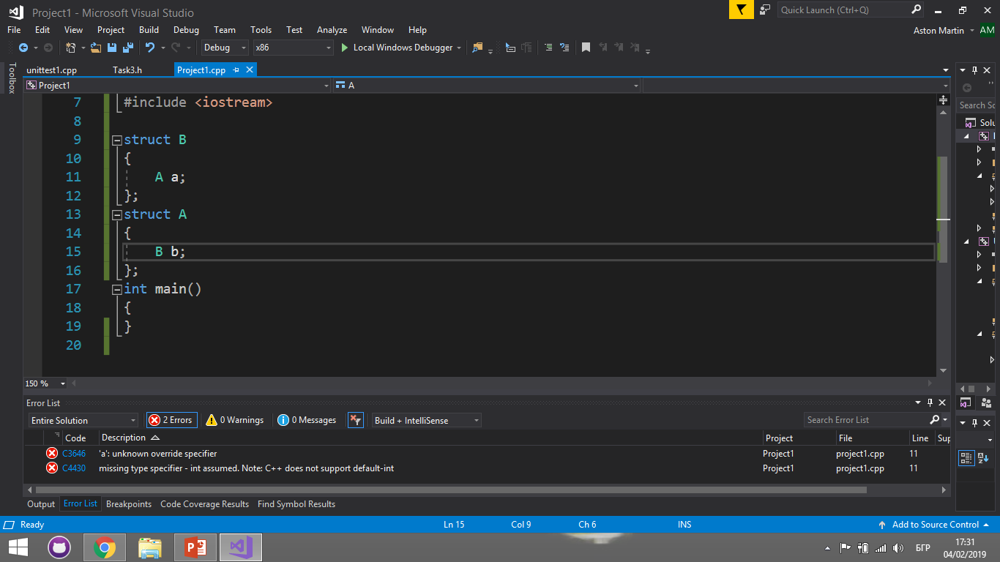 Project1 - Microsoft Visual Studio
Quick Launch (Ctrl+Q)
File Edit View Project Build Debug Team Tools Test Analyze Window Help
Aston Martin AM
Debug x86 Local Windows Debugger
Toolbox
unittest1.cpp Task3.h Project1.cpp
Project1 A
7 #include <iostream>
8
9 struct B
10 {
11 A a;
12 };
13 struct A
14 {
15 B b;
16 };
17 int main()
18 {
19 }
20
Search So
Solu
150 %
Error List
Entire Solution 2 Errors 0 Warnings 0 Messages Build + IntelliSense Search Error List
Code Description Project File Line Sup
C3646 'a': unknown override specifier Project1 project1.cpp 11
C4430 missing type specifier - int assumed. Note: C++ does not support default-int Project1 project1.cpp 11
Output Error List Breakpoints Code Coverage Results Find Symbol Results
Ready Ln 15 Col 9 Ch 6 INS Add to Source Control
БГР
17:31
04/02/2019